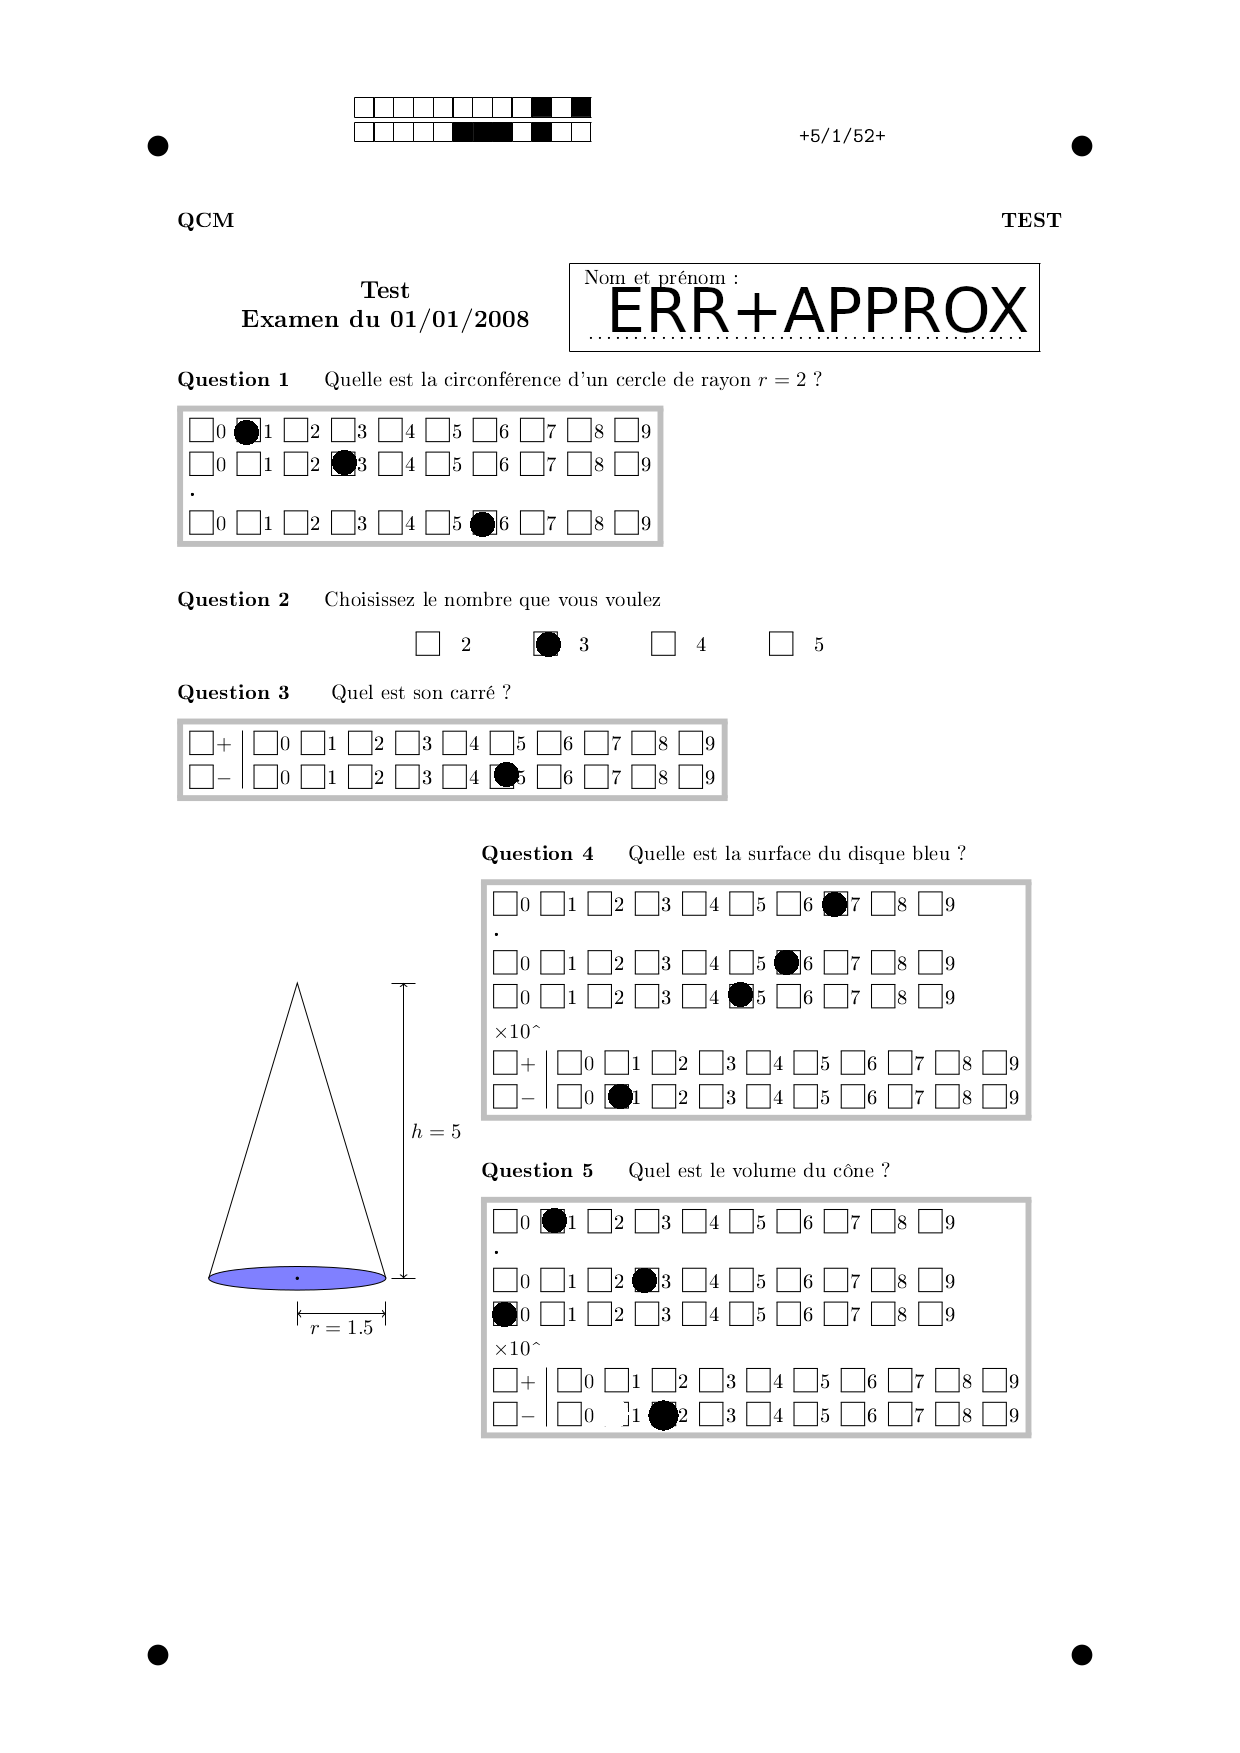 +5/1/52+
QCM TEST
Test
Examen du 01/01/2008
Nom et prénom :
ERR+APPROX
Question 1 Quelle est la circonférence d'un cercle de rayon r = 2 ?
0 1 2 3 4 5 6 7 8 9
0 1 2 3 4 5 6 7 8 9
.
0 1 2 3 4 5 6 7 8 9
Question 2 Choisissez le nombre que vous voulez
2 3 4 5
Question 3 Quel est son carré ?
+ 0 1 2 3 4 5 6 7 8 9
− 0 1 2 3 4 5 6 7 8 9
Question 4 Quelle est la surface du disque bleu ?
0 1 2 3 4 5 6 7 8 9
.
0 1 2 3 4 5 6 7 8 9
0 1 2 3 4 5 6 7 8 9
×10^
+ 0 1 2 3 4 5 6 7 8 9
− 0 1 2 3 4 5 6 7 8 9
h = 5
r = 1.5
Question 5 Quel est le volume du cône ?
0 1 2 3 4 5 6 7 8 9
.
0 1 2 3 4 5 6 7 8 9
0 1 2 3 4 5 6 7 8 9
×10^
+ 0 1 2 3 4 5 6 7 8 9
− 0 1 2 3 4 5 6 7 8 9